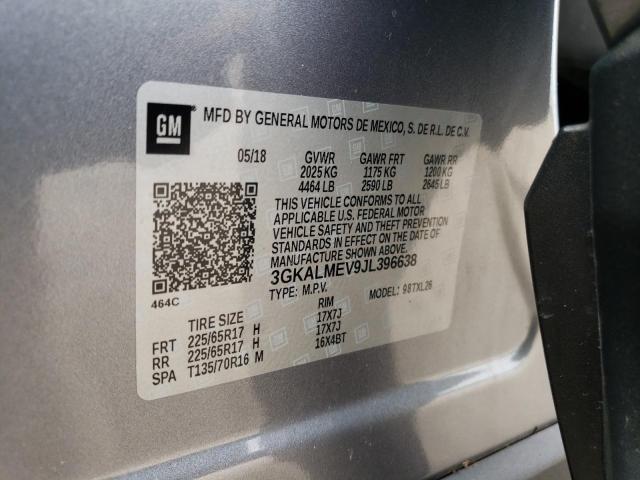 GM
MFD BY GENERAL MOTORS DE MEXICO, S. DE R.L. DE C.V.
05/18 GVWR GAWR FRT GAWR RR
2025 KG 1175 KG 1200 KG
4464 LB 2590 LB 2645 LB
THIS VEHICLE CONFORMS TO ALL
APPLICABLE U.S. FEDERAL MOTOR
VEHICLE SAFETY AND THEFT PREVENTION
STANDARDS IN EFFECT ON THE DATE OF
MANUFACTURE SHOWN ABOVE.
3GKALMEV9JL396638
464C
TYPE: M.P.V. MODEL: 98TXL26
TIRE SIZE RIM
FRT 225/65R17 H 17X7J
RR 225/65R17 H 17X7J
SPA T135/70R16 M 16X4BT